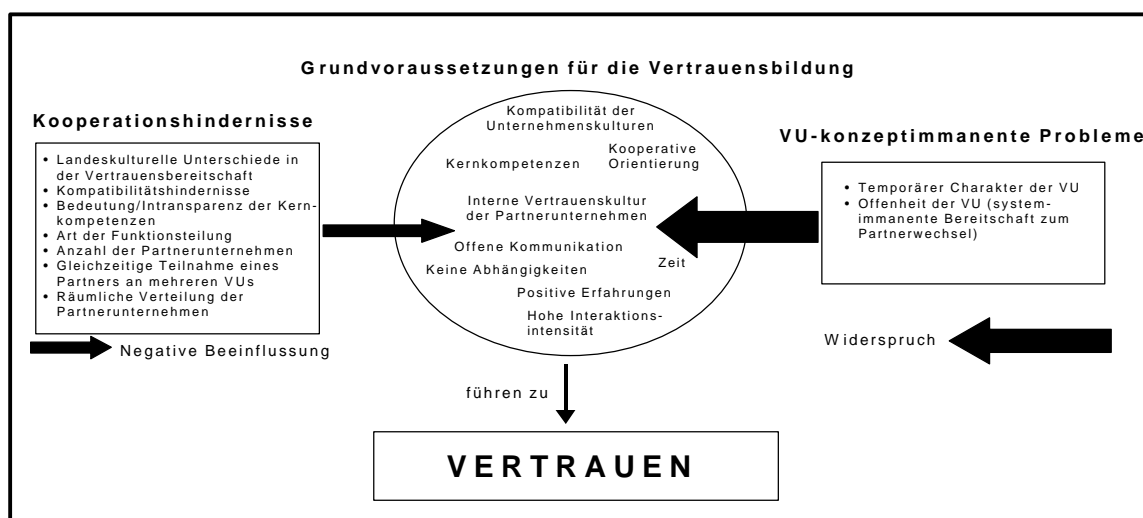 Grundvoraussetzungen für die Vertrauensbildung
Kooperationshindernisse
• Landeskulturelle Unterschiede in
der Vertrauensbereitschaft
• Kompatibilitätshindernisse
• Bedeutung/Intransparenz der Kern-
kompetenzen
• Art der Funktionsteilung
• Anzahl der Partnerunternehmen
• Gleichzeitige Teilnahme eines
Partners an mehreren VUs
• Räumliche Verteilung der
Partnerunternehmen
Negative Beeinflussung
Kompatibilität der
Unternehmenskulturen
Kernkompetenzen
Kooperative
Orientierung
Interne Vertrauenskultur
der Partnerunternehmen
Offene Kommunikation
Zeit
Keine Abhängigkeiten
Positive Erfahrungen
Hohe Interaktions-
intensität
VU-konzeptimmanente Probleme
• Temporärer Charakter der VU
• Offenheit der VU (system-
immanente Bereitschaft zum
Partnerwechsel)
Widerspruch
führen zu
VERTRAUEN